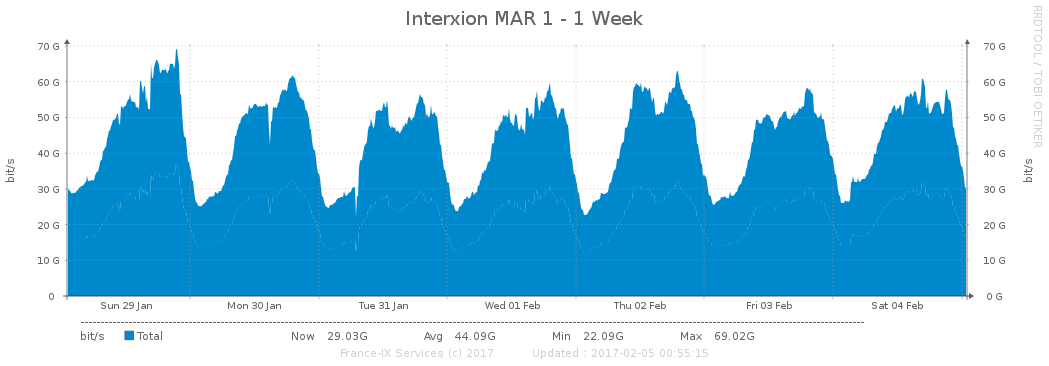 Interxion MAR 1 - 1 Week
RRDTOOL / TOBI OETIKER
bit/s
bit/s
70 G 70 G
60 G 60 G
50 G 50 G
40 G 40 G
30 G 30 G
20 G 20 G
10 G 10 G
0 0 G
Sun 29 Jan Mon 30 Jan Tue 31 Jan Wed 01 Feb Thu 02 Feb Fri 03 Feb Sat 04 Feb
bit/s Total Now 29.03G Avg 44.09G Min 22.09G Max 69.02G
France-IX Services (c) 2017 Updated : 2017-02-05 00:55:15